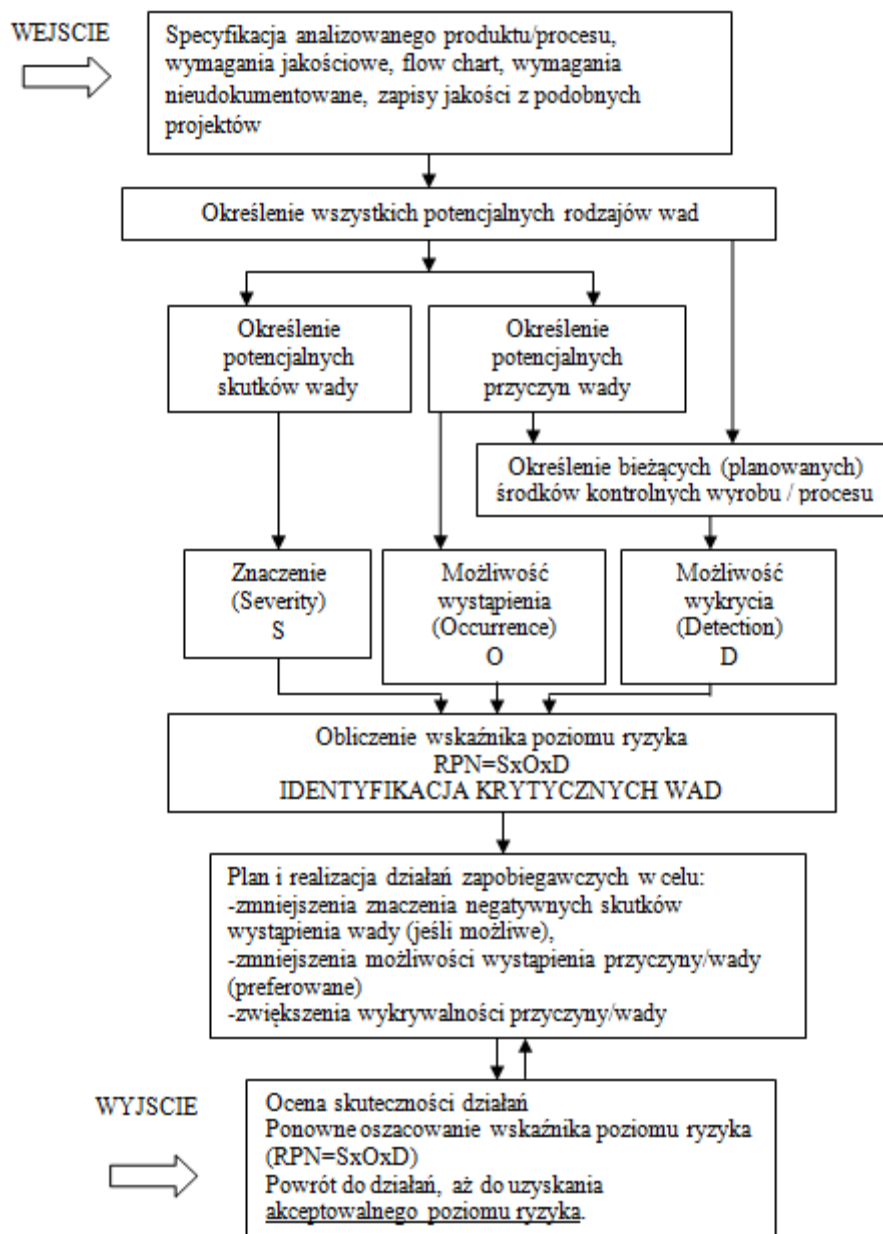 WEJSCIE
Specyfikacja analizowanego produktu/procesu,
wymagania jakościowe, flow chart, wymagania
nieudokumentowane, zapisy jakości z podobnych
projektów
Określenie wszystkich potencjalnych rodzajów wad
Określenie
potencjalnych
skutków wady
Określenie
potencjalnych
przyczyn wady
Określenie bieżących (planowanych)
środków kontrolnych wyrobu / procesu
Znaczenie
(Severity)
S
Możliwość
wystąpienia
(Occurrence)
O
Możliwość
wykrycia
(Detection)
D
Obliczenie wskaźnika poziomu ryzyka
RPN=SxOxD
IDENTYFIKACJA KRYTYCZNYCH WAD
Plan i realizacja działań zapobiegawczych w celu:
-zmniejszenia znaczenia negatywnych skutków
wystąpienia wady (jeśli możliwe),
-zmniejszenia możliwości wystąpienia przyczyny/wady
(preferowane)
-zwiększenia wykrywalności przyczyny/wady
WYJSCIE
Ocena skuteczności działań
Ponowne oszacowanie wskaźnika poziomu ryzyka
(RPN=SxOxD)
Powrót do działań, aż do uzyskania
akceptowalnego poziomu ryzyka.